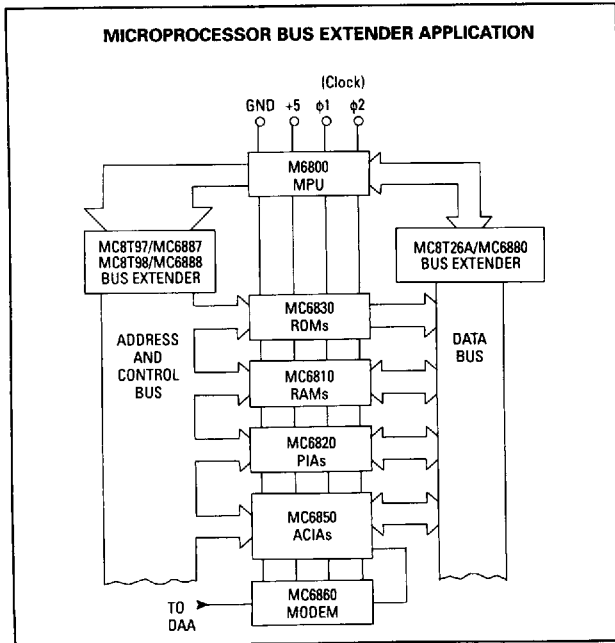 MICROPROCESSOR BUS EXTENDER APPLICATION
(Clock)
GND +5 ϕ1 ϕ2
M6800
MPU
MC8T97/MC6887
MC8T98/MC6888
BUS EXTENDER
MC8T26A/MC6880
BUS EXTENDER
MC6830
ROMs
ADDRESS
AND
CONTROL
BUS
DATA
BUS
MC6810
RAMs
MC6820
PIAs
MC6850
ACIAs
MC6860
MODEM
TO
DAA